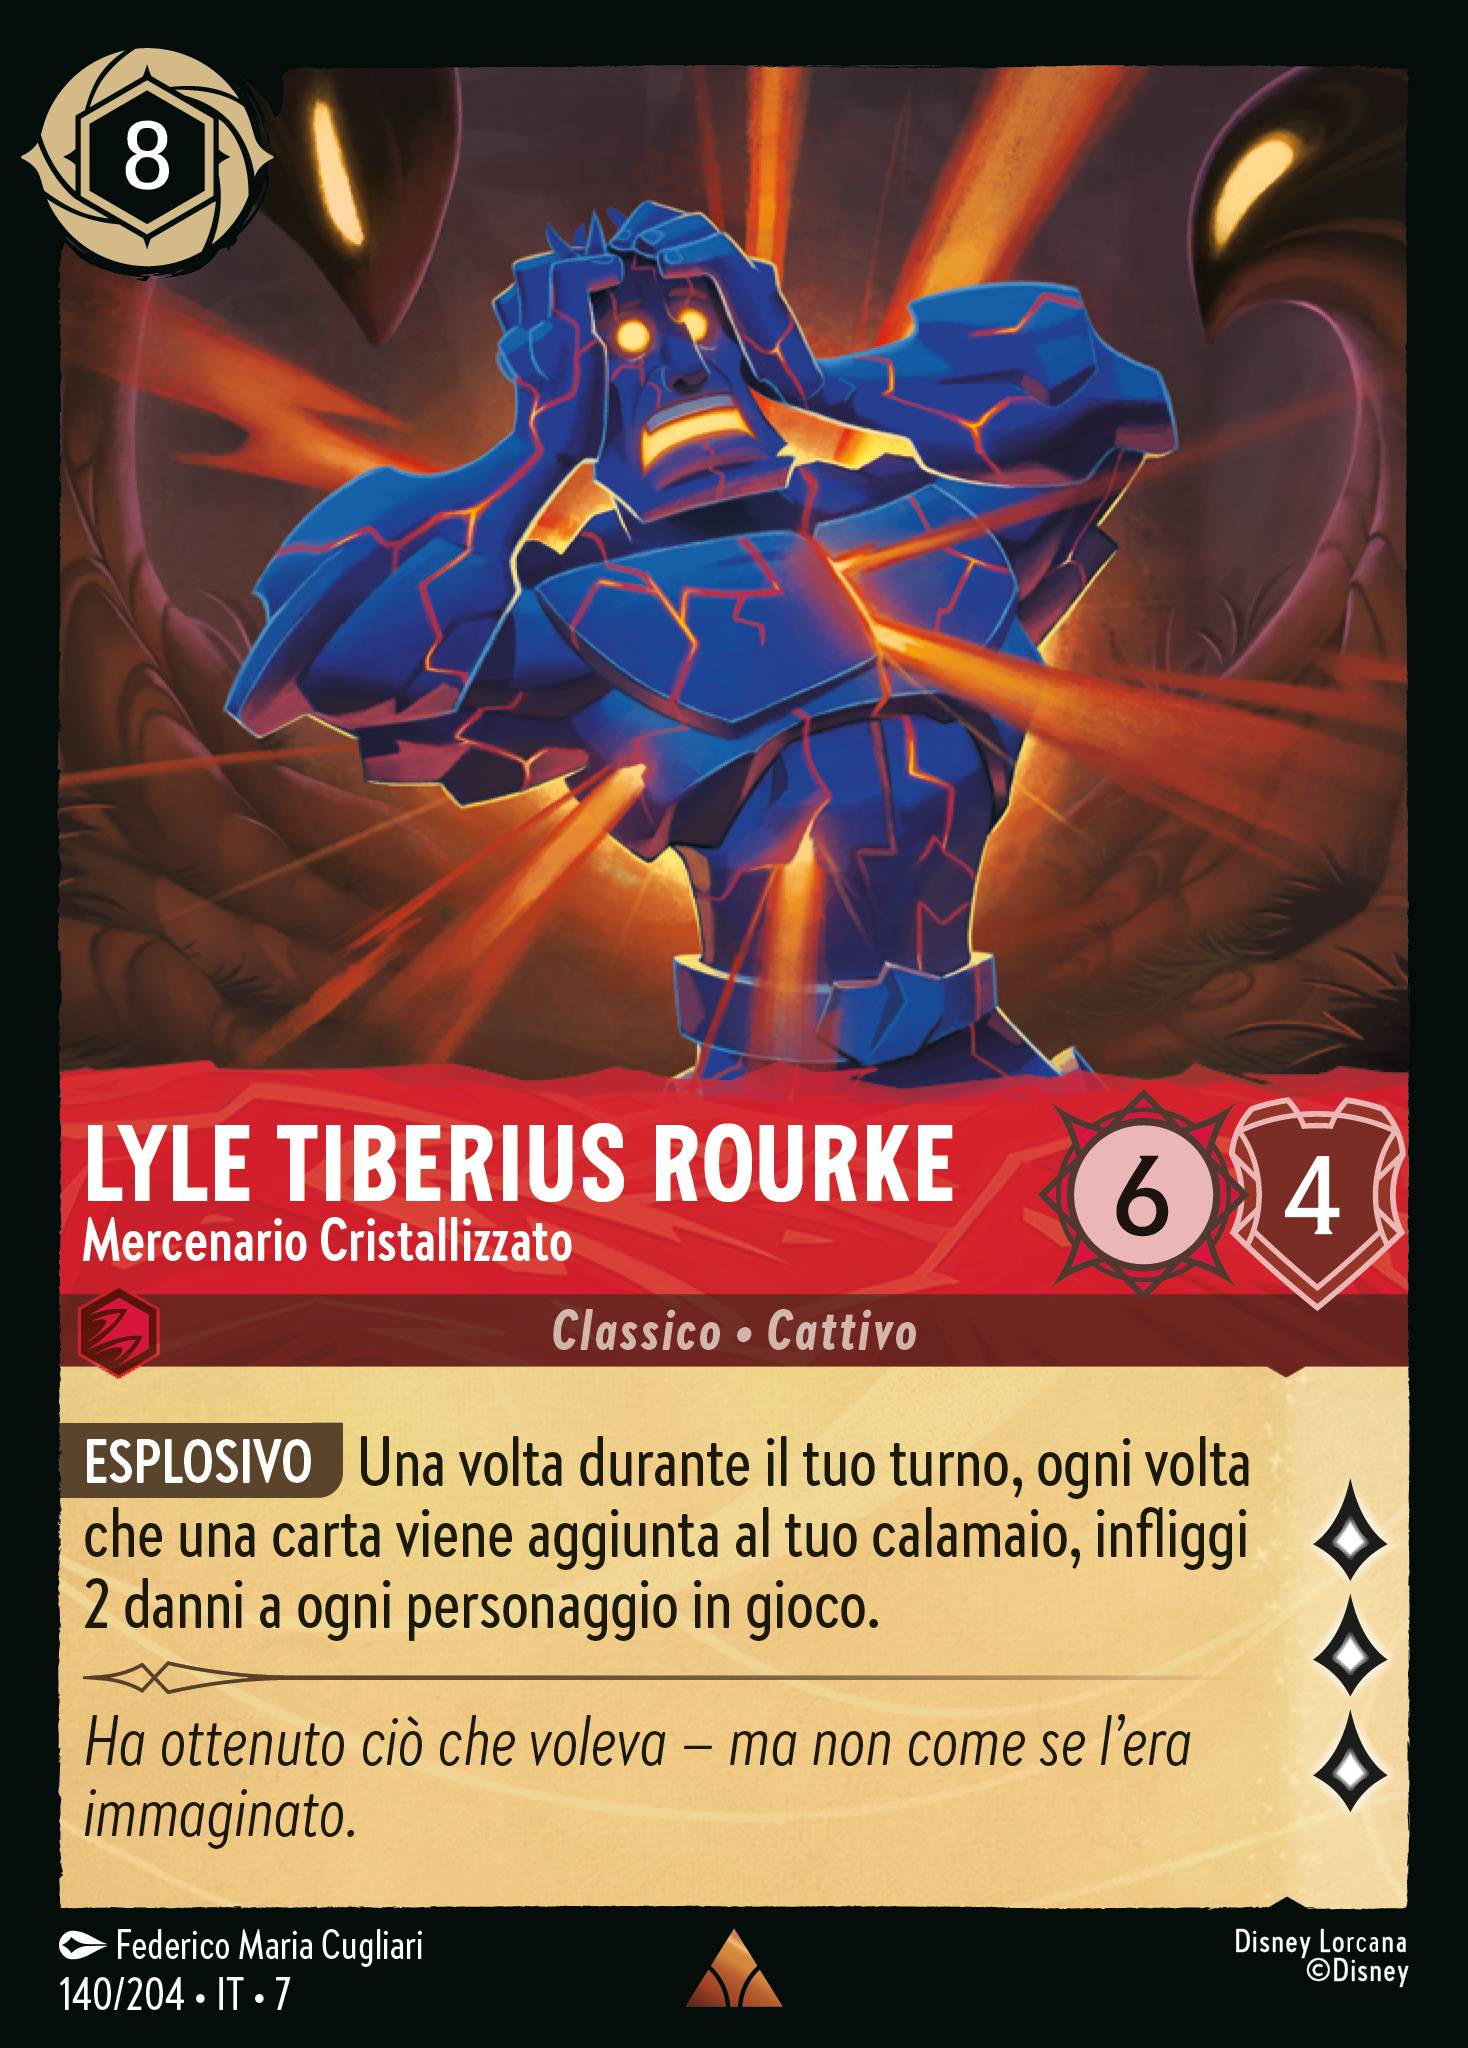 8
LYLE TIBERIUS ROURKE
Mercenario Cristallizzato
6
4
Classico • Cattivo
ESPLOSIVO Una volta durante il tuo turno, ogni volta
che una carta viene aggiunta al tuo calamaio, infliggi
2 danni a ogni personaggio in gioco.
Ha ottenuto ciò che voleva – ma non come se l’era
immaginato.
Federico Maria Cugliari
140/204 • IT • 7
Disney Lorcana
©Disney